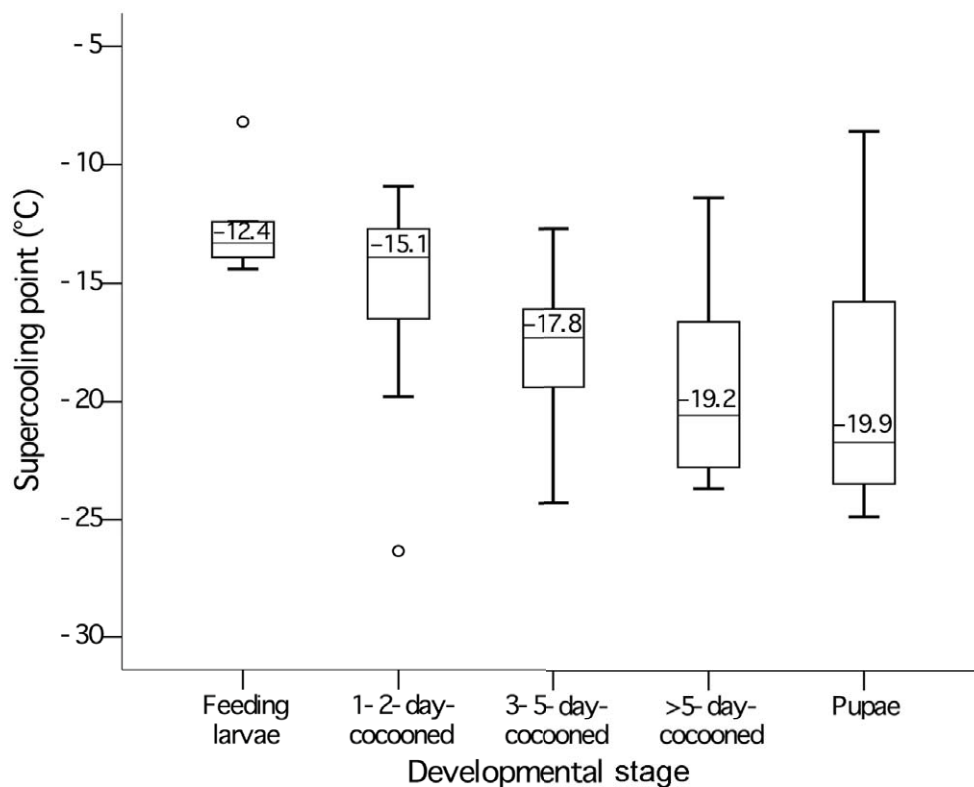 Supercooling point (°C)
-5
-10
-15
-20
-25
-30
-12.4
-15.1
-17.8
-19.2
-19.9
Feeding
larvae
1-2-day-
cocooned
3-5-day-
cocooned
>5-day-
cocooned
Pupae
Developmental stage